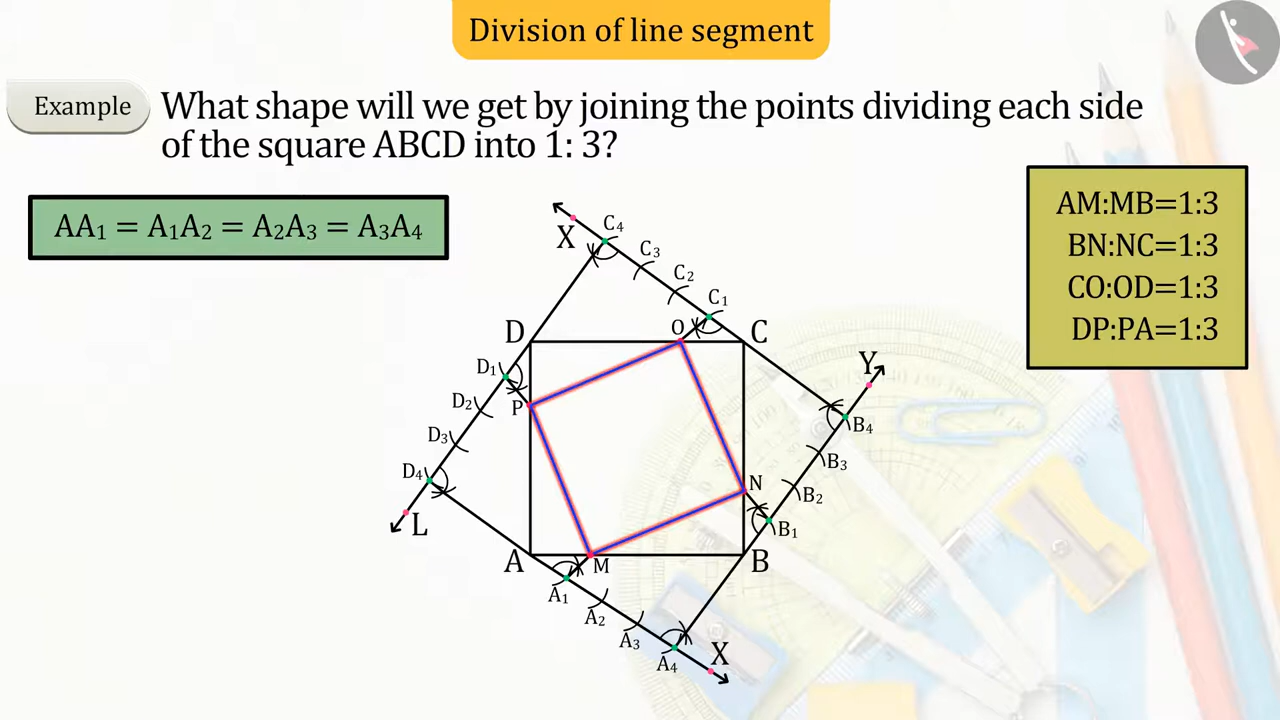 Division of line segment
Example
What shape will we get by joining the points dividing each side
of the square ABCD into 1: 3?
AA₁ = A₁A₂ = A₂A₃ = A₃A₄
AM:MB=1:3
BN:NC=1:3
CO:OD=1:3
DP:PA=1:3
X
C₄
C₃
C₂
C₁
D
O
C
D₁
Y
D₂
P
B₄
D₃
B₃
D₄
N
B₂
L
B₁
A
M
B
A₁
A₂
A₃
X
A₄